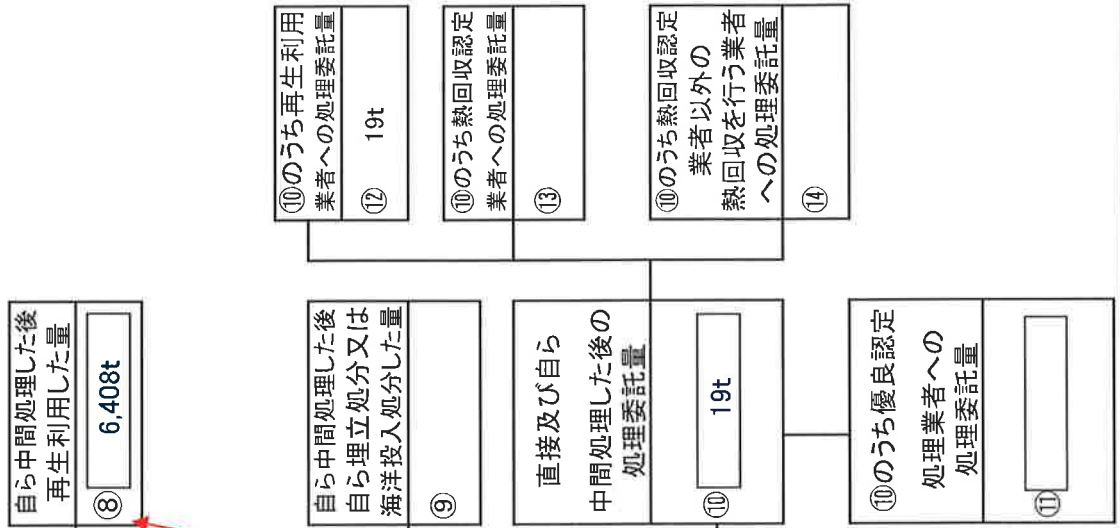 自ら中間処理した後
再生利用した量
⑧
6,408t
自ら中間処理した後
自ら埋立処分又は
海洋投入処分した量
⑨
直接及び自ら
中間処理した後の
処理委託量
⑩
19t
⑩のうち優良認定
処理業者への
処理委託量
⑪
⑩のうち再生利用
業者への処理委託量
⑫
19t
⑩のうち熱回収認定
業者への処理委託量
⑬
⑩のうち熱回収認定
業者以外の
熱回収を行う業者
への処理委託量
⑭